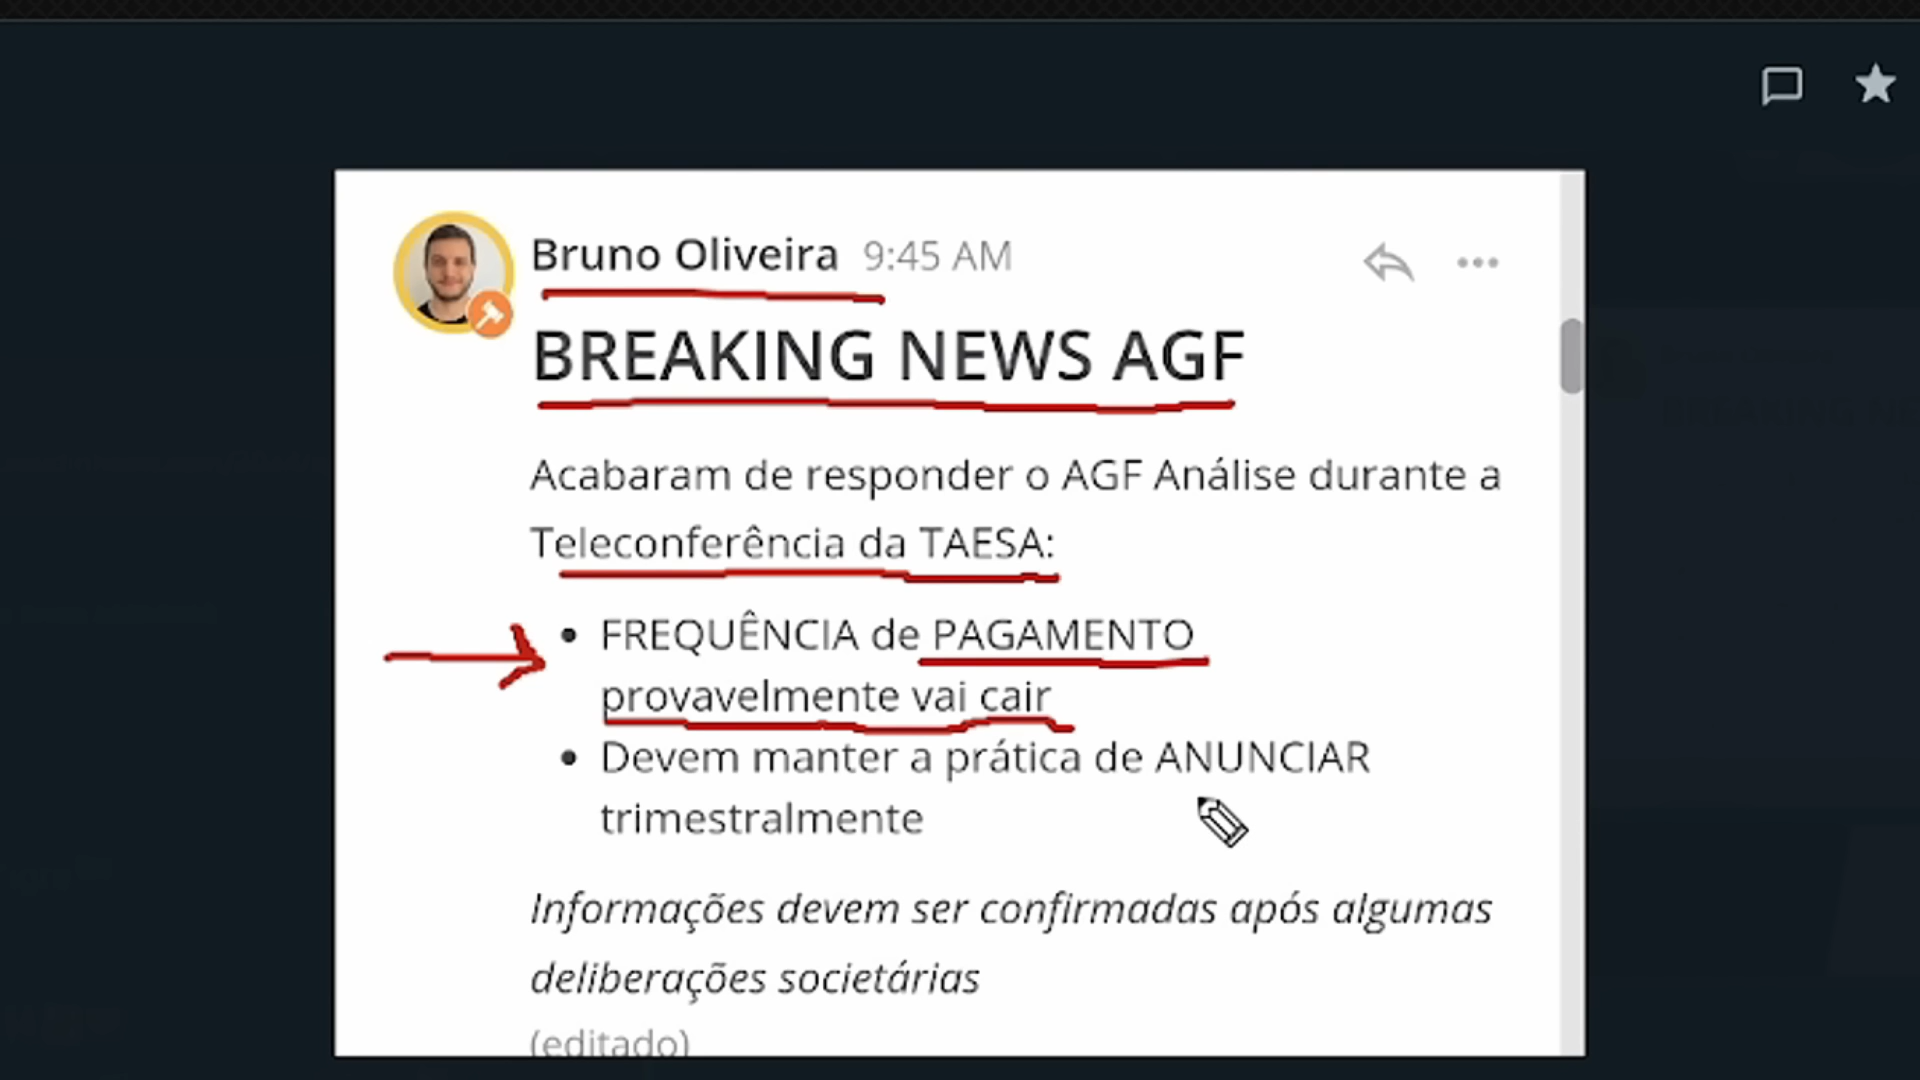 Bruno Oliveira 9:45 AM
BREAKING NEWS AGF
Acabaram de responder o AGF Análise durante a
Teleconferência da TAESA:
• FREQUÊNCIA de PAGAMENTO
provavelmente vai cair
• Devem manter a prática de ANUNCIAR
trimestralmente
Informações devem ser confirmadas após algumas
deliberações societárias
(editado)